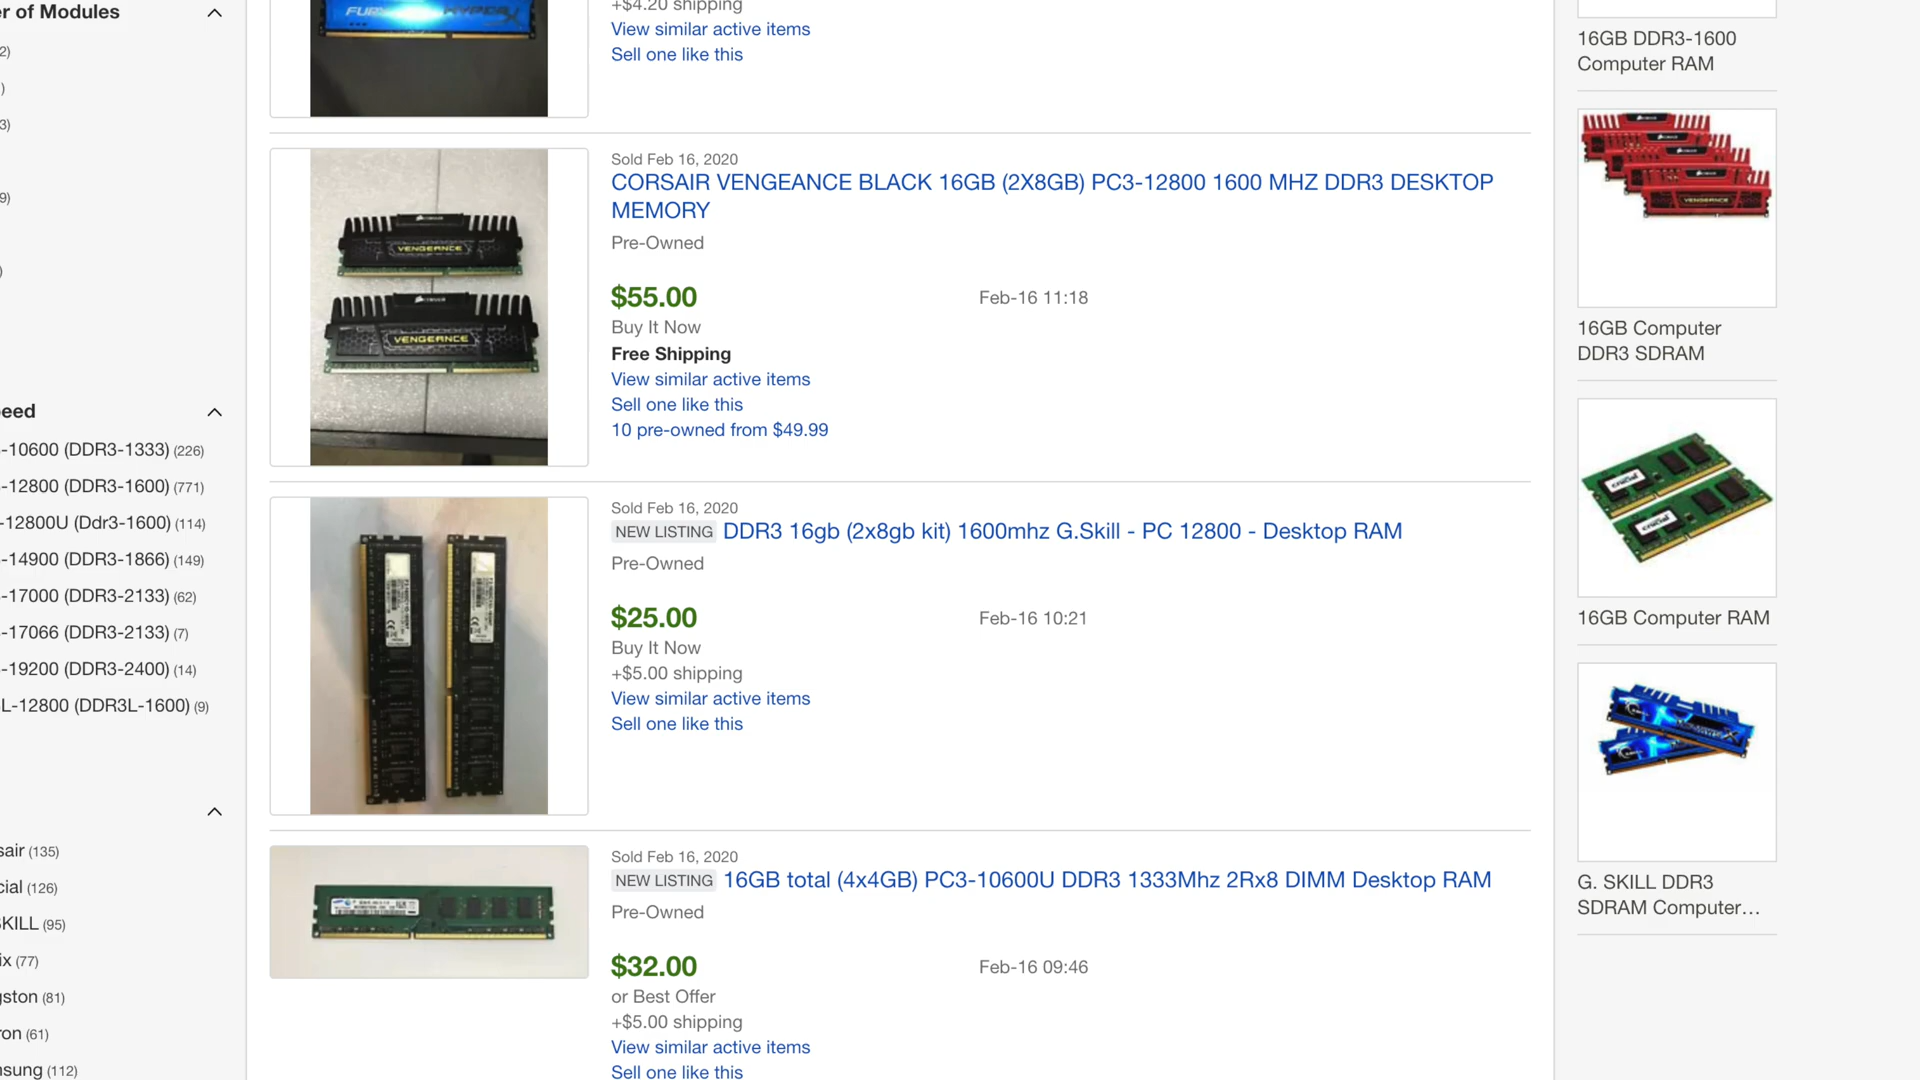 er of Modules
2)
)
3)
9)
)
eed
-10600 (DDR3-1333) (226)
-12800 (DDR3-1600) (771)
-12800U (Ddr3-1600) (114)
-14900 (DDR3-1866) (149)
-17000 (DDR3-2133) (62)
-17066 (DDR3-2133) (7)
-19200 (DDR3-2400) (14)
L-12800 (DDR3L-1600) (9)
sair (135)
cial (126)
SKILL (95)
ix (77)
gston (81)
ron (61)
sung (112)
FURY HYPERX
+$4.20 shipping
View similar active items
Sell one like this
VENGEANCE
VENGEANCE
Sold Feb 16, 2020
CORSAIR VENGEANCE BLACK 16GB (2X8GB) PC3-12800 1600 MHZ DDR3 DESKTOP
MEMORY
Pre-Owned
$55.00
Feb-16 11:18
Buy It Now
Free Shipping
View similar active items
Sell one like this
10 pre-owned from $49.99
Sold Feb 16, 2020
NEW LISTING DDR3 16gb (2x8gb kit) 1600mhz G.Skill - PC 12800 - Desktop RAM
Pre-Owned
$25.00
Feb-16 10:21
Buy It Now
+$5.00 shipping
View similar active items
Sell one like this
Sold Feb 16, 2020
NEW LISTING 16GB total (4x4GB) PC3-10600U DDR3 1333Mhz 2Rx8 DIMM Desktop RAM
Pre-Owned
$32.00
Feb-16 09:46
or Best Offer
+$5.00 shipping
View similar active items
Sell one like this
16GB DDR3-1600
Computer RAM
VENGEANCE
16GB Computer
DDR3 SDRAM
crucial
crucial
16GB Computer RAM
G. SKILL DDR3
SDRAM Computer...